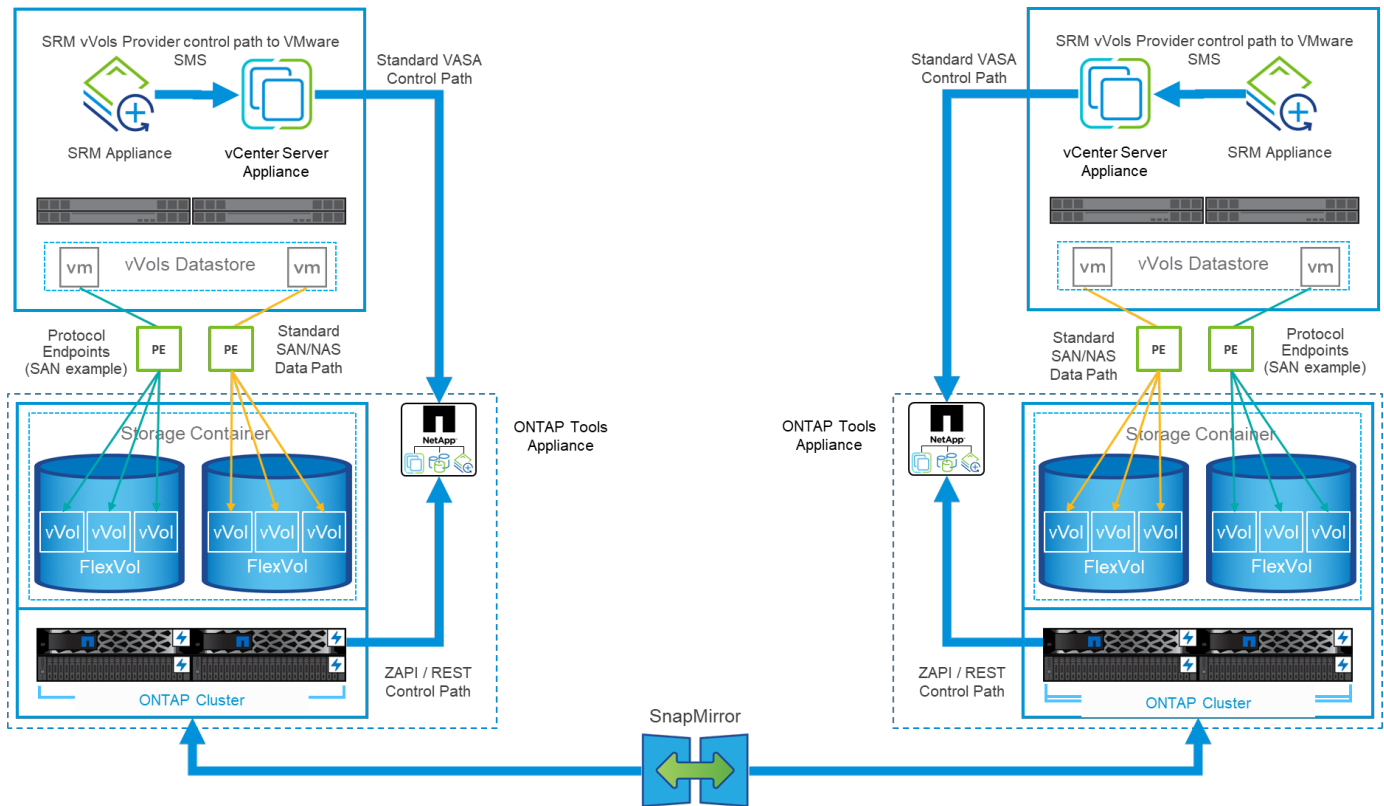 SRM vVols Provider control path to VMware
SMS
SRM Appliance
vCenter Server
Appliance
Standard VASA
Control Path
vm
vVols Datastore
vm
Protocol
Endpoints
(SAN example)
PE
PE
Standard
SAN/NAS
Data Path
Storage Container
vVol
vVol
vVol
FlexVol
vVol
vVol
vVol
FlexVol
NetApp
ONTAP Tools
Appliance
ZAPI / REST
Control Path
ONTAP Cluster
SnapMirror
SRM vVols Provider control path to VMware
SMS
Standard VASA
Control Path
vCenter Server
Appliance
SRM Appliance
vm
vVols Datastore
vm
Standard
SAN/NAS
Data Path
PE
PE
Protocol
Endpoints
(SAN example)
ONTAP Tools
Appliance
NetApp
Storage Container
vVol
vVol
vVol
FlexVol
vVol
vVol
vVol
FlexVol
ZAPI / REST
Control Path
ONTAP Cluster